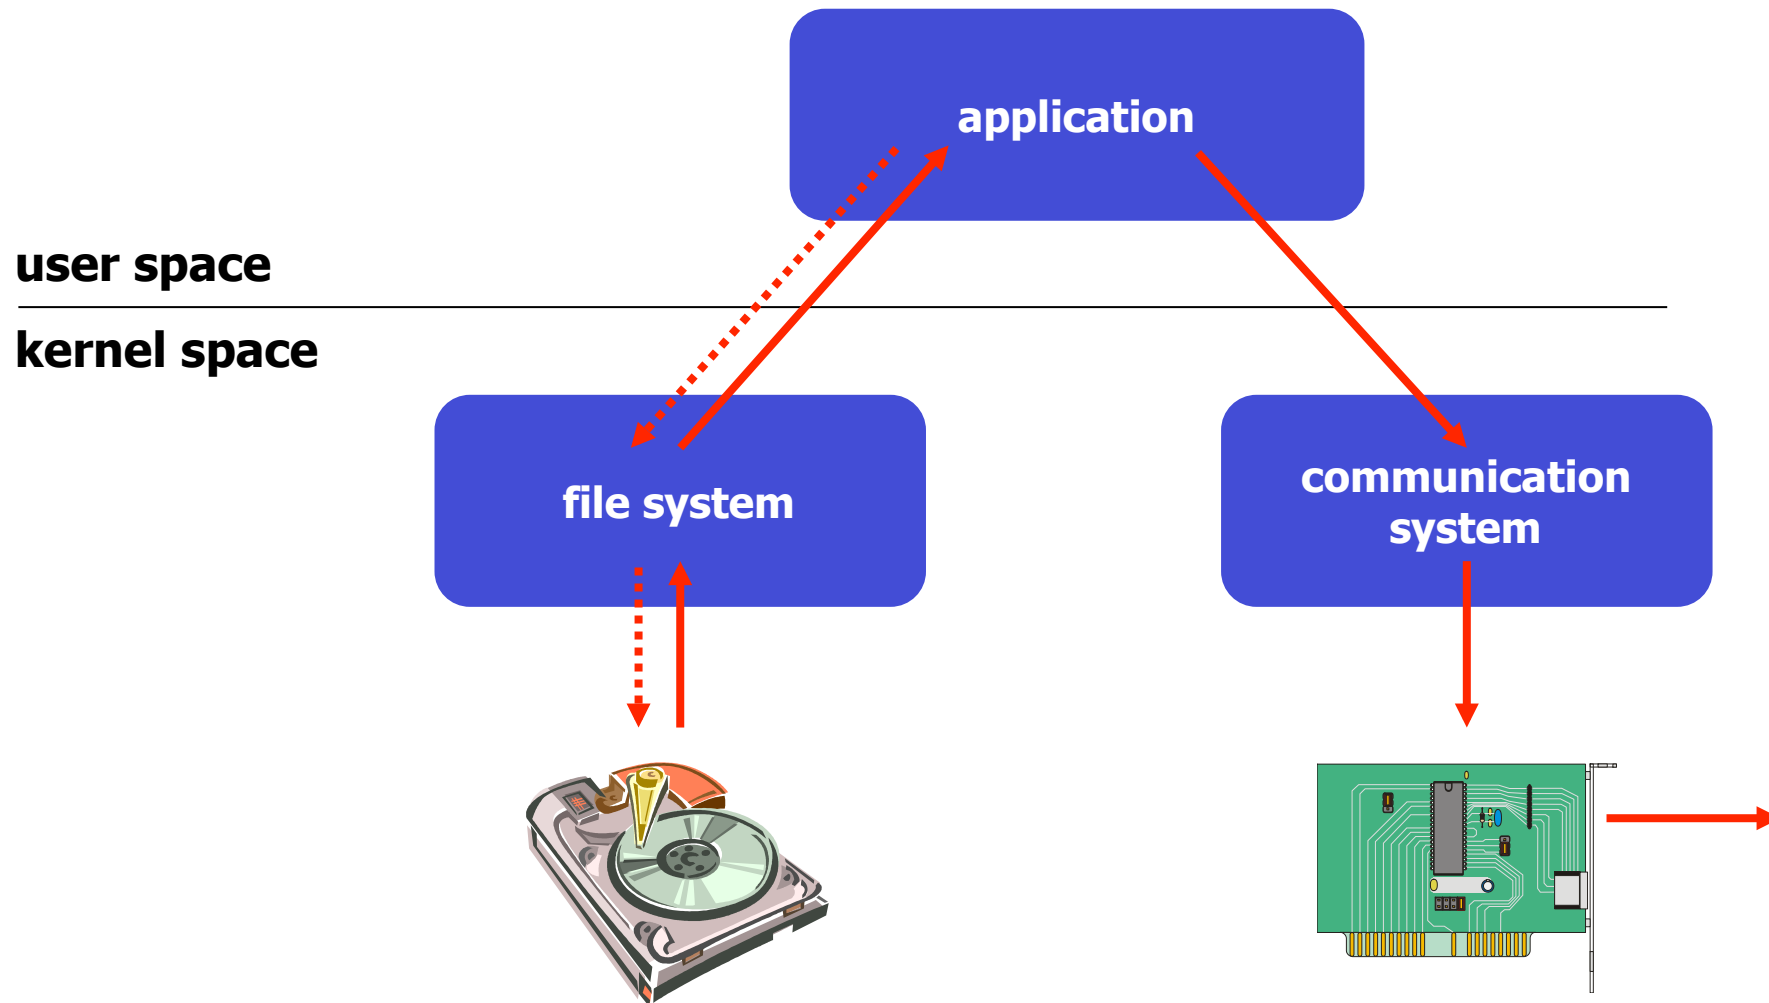 application
user space
kernel space
file system
communication
system